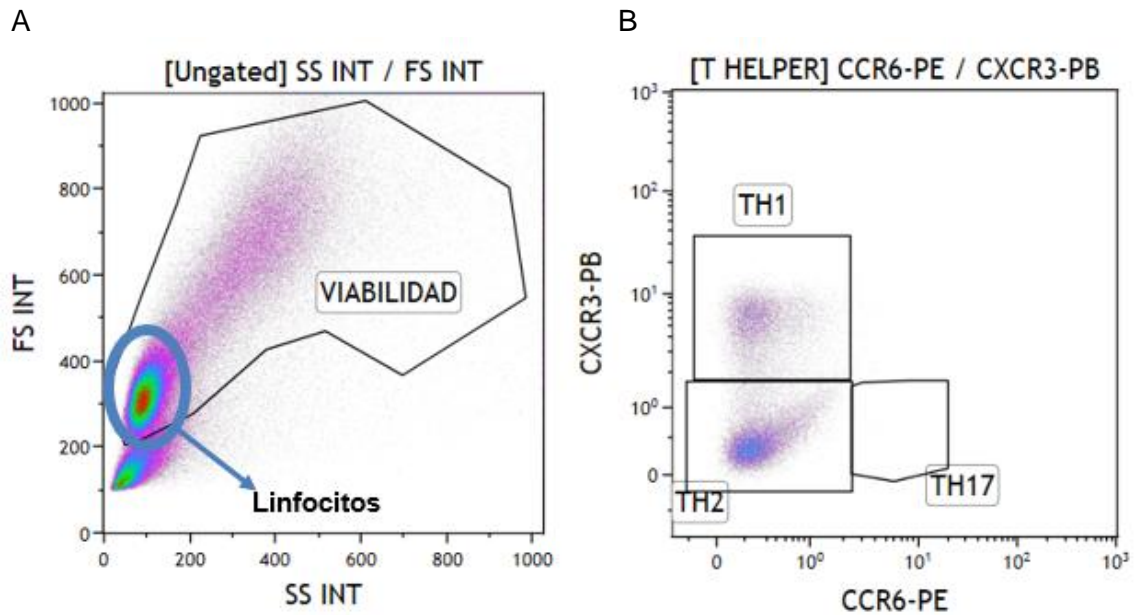 A
[Ungated] SS INT / FS INT
1000
800
600
400
200
0
FS INT
VIABILIDAD
Linfocitos
0 200 400 600 800 1000
SS INT
B
[T HELPER] CCR6-PE / CXCR3-PB
10³
10²
10¹
10⁰
0
CXCR3-PB
TH1
TH2
TH17
0 10⁰ 10¹ 10² 10³
CCR6-PE